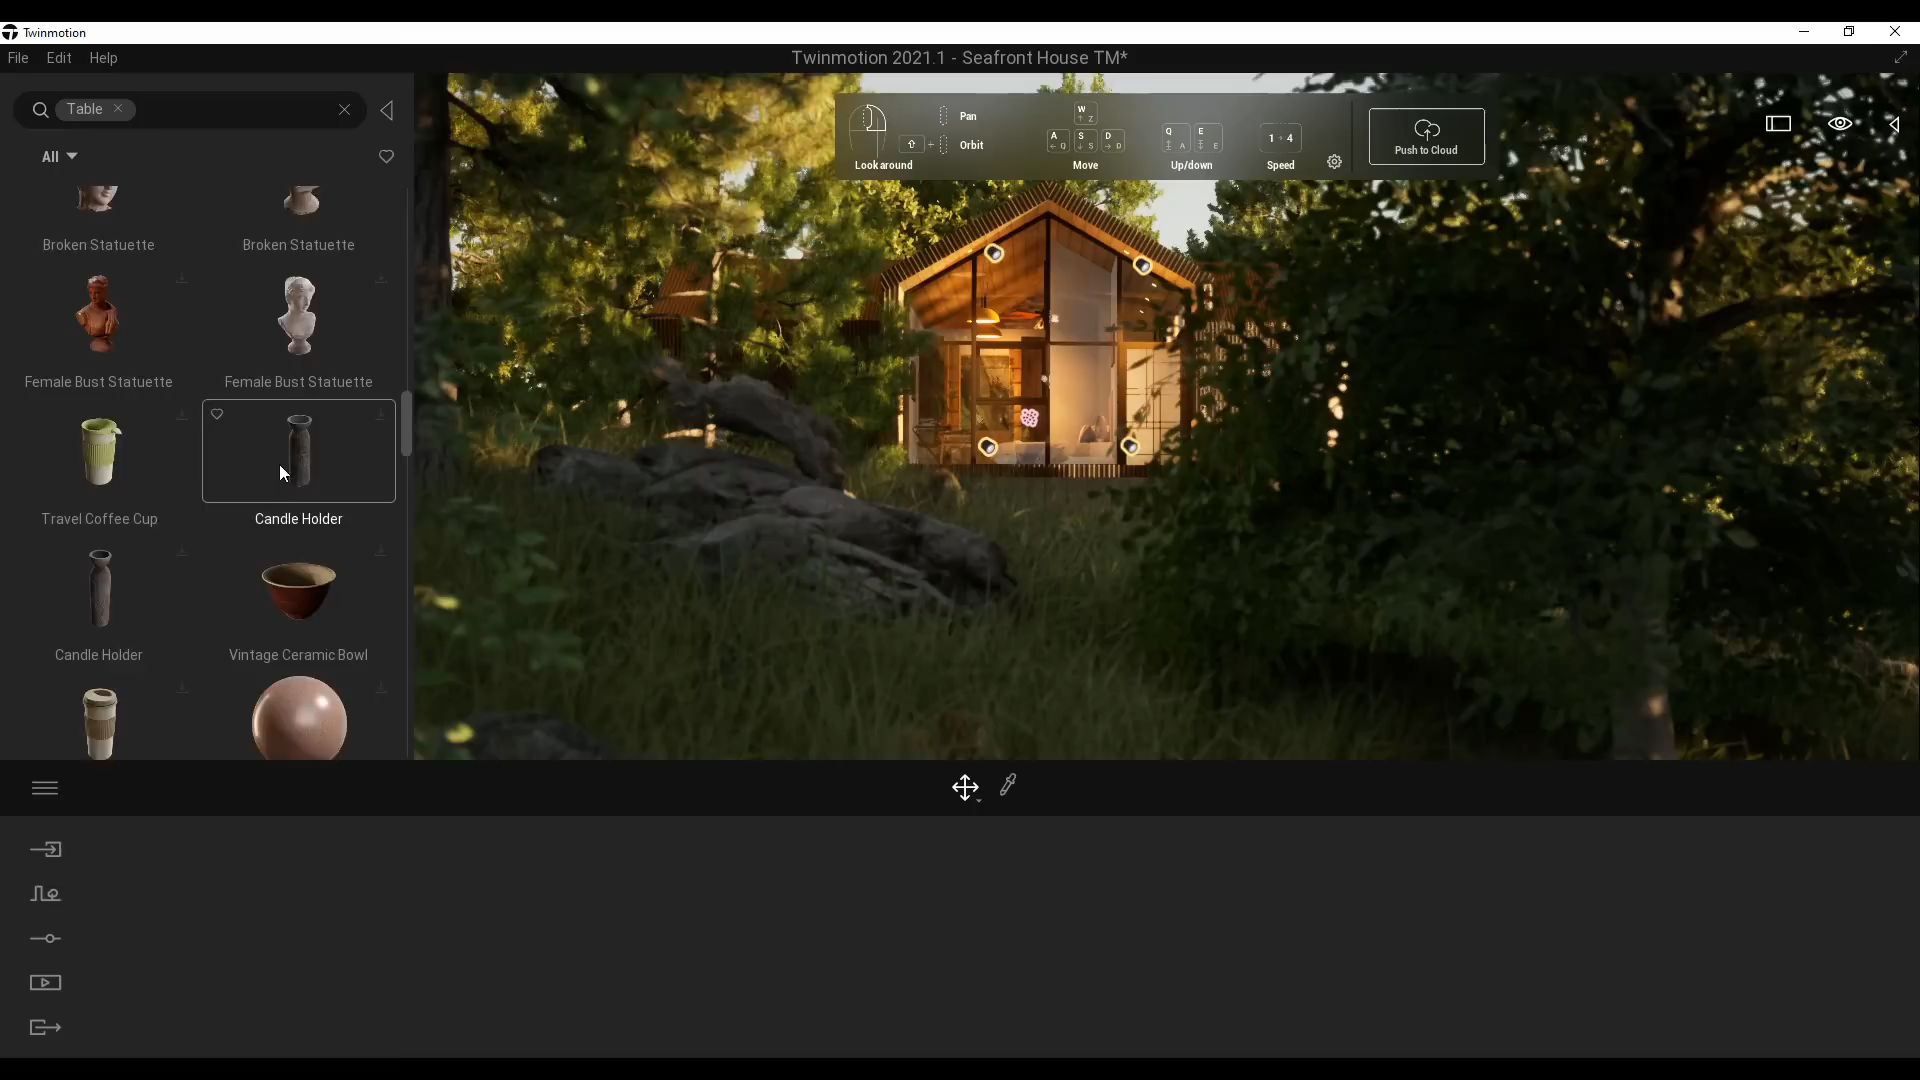 Twinmotion
File Edit Help
Twinmotion 2021.1 - Seafront House TM*
Table
All
Broken Statuette
Broken Statuette
Female Bust Statuette
Female Bust Statuette
Travel Coffee Cup
Candle Holder
Candle Holder
Vintage Ceramic Bowl
Pan
+ Orbit
Look around
W
Z
A S D
Q S D
Move
Q E
A E
Up/down
1 ÷ 4
Speed
Push to Cloud